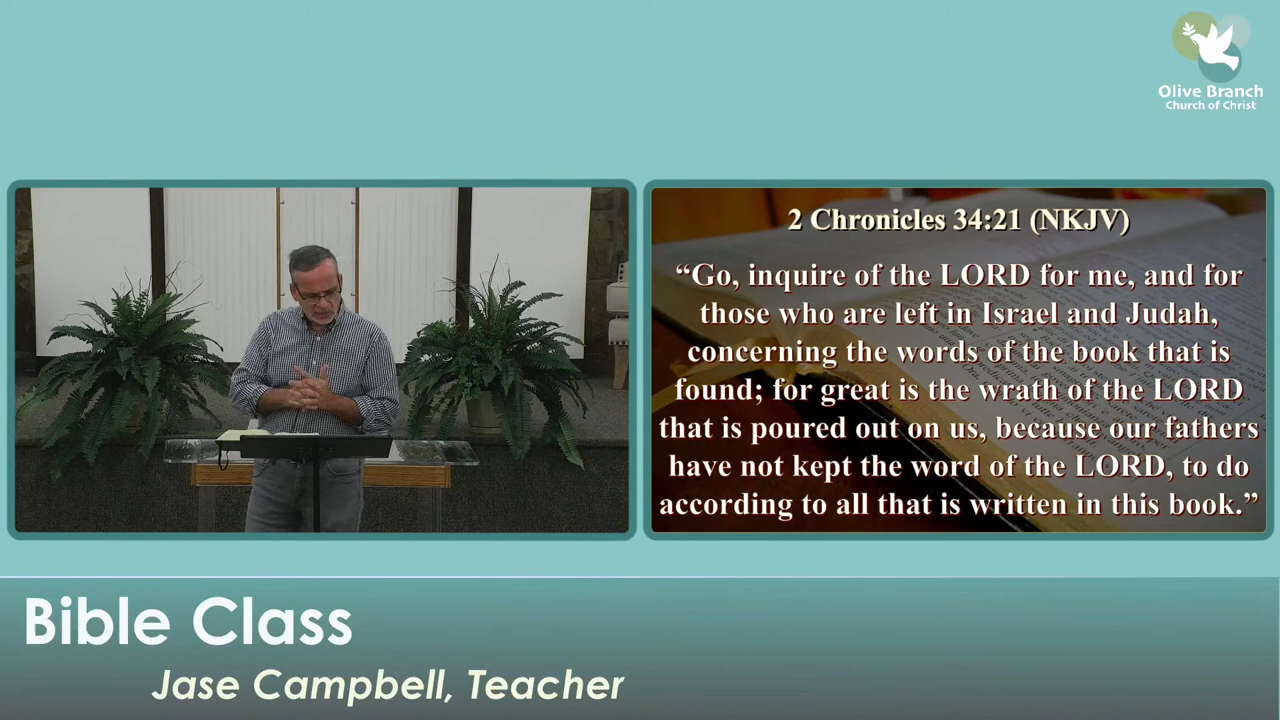 Olive Branch
Church of Christ
2 Chronicles 34:21 (NKJV)
“Go, inquire of the LORD for me, and for
those who are left in Israel and Judah,
concerning the words of the book that is
found; for great is the wrath of the LORD
that is poured out on us, because our fathers
have not kept the word of the LORD, to do
according to all that is written in this book.”
Bible Class
Jase Campbell, Teacher